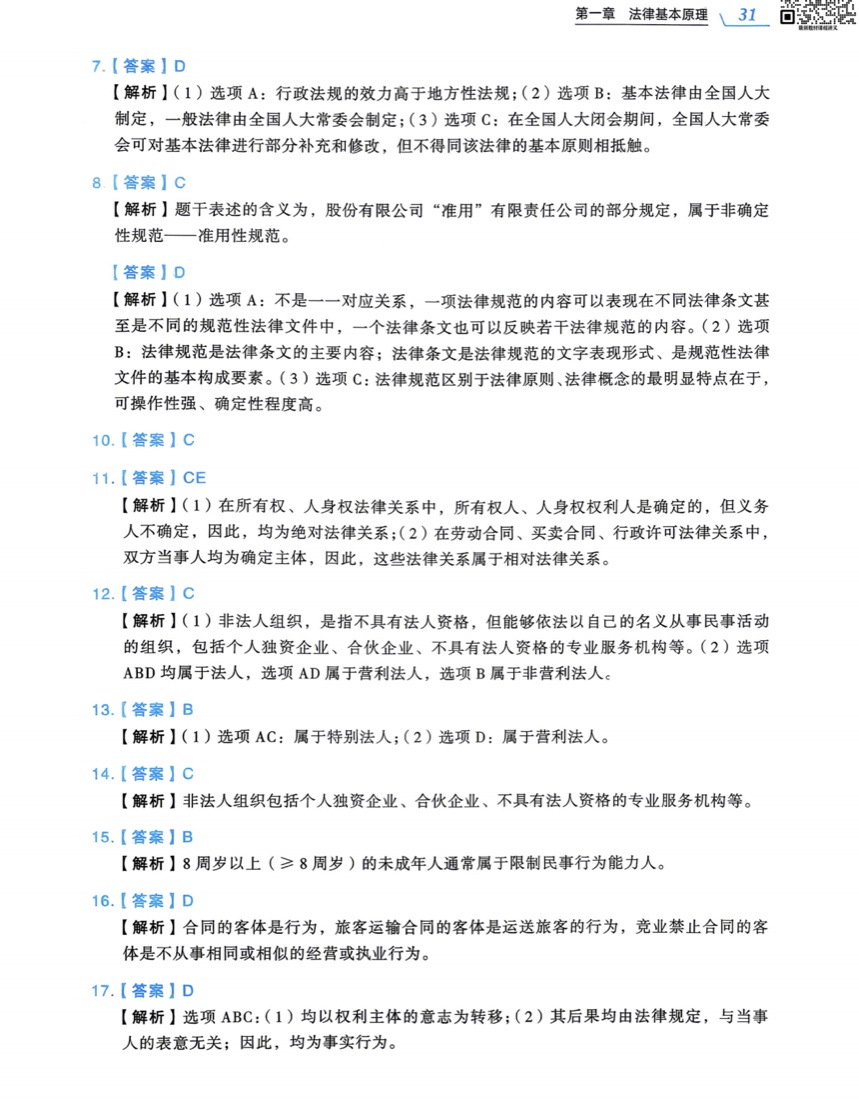 第一章 法律基本原理 31
7.【答案】D
【解析】(1)选项 A:行政法规的效力高于地方性法规;(2)选项 B:基本法律由全国人大
制定,一般法律由全国人大常委会制定;(3)选项 C:在全国人大闭会期间,全国人大常委
会可对基本法律进行部分补充和修改,但不得同该法律的基本原则相抵触。
8.【答案】C
【解析】题干表述的含义为,股份有限公司“准用”有限责任公司的部分规定,属于非确定
性规范——准用性规范。
【答案】D
【解析】(1)选项 A:不是一一对应关系,一项法律规范的内容可以表现在不同法律条文甚
至是不同的规范性法律文件中,一个法律条文也可以反映若干法律规范的内容。(2)选项
B:法律规范是法律条文的主要内容;法律条文是法律规范的文字表现形式、是规范性法律
文件的基本构成要素。(3)选项 C:法律规范区别于法律原则、法律概念的最明显特点在于,
可操作性强、确定性程度高。
10.【答案】C
11.【答案】CE
【解析】(1)在所有权、人身权法律关系中,所有权人、人身权权利人是确定的,但义务
人不确定,因此,均为绝对法律关系;(2)在劳动合同、买卖合同、行政许可法律关系中,
双方当事人均为确定主体,因此,这些法律关系属于相对法律关系。
12.【答案】C
【解析】(1)非法人组织,是指不具有法人资格,但能够依法以自己的名义从事民事活动
的组织,包括个人独资企业、合伙企业、不具有法人资格的专业服务机构等。(2)选项
ABD 均属于法人,选项 AD 属于营利法人,选项 B 属于非营利法人。
13.【答案】B
【解析】(1)选项 AC:属于特别法人;(2)选项 D:属于营利法人。
14.【答案】C
【解析】非法人组织包括个人独资企业、合伙企业、不具有法人资格的专业服务机构等。
15.【答案】B
【解析】8 周岁以上(≥ 8 周岁)的未成年人通常属于限制民事行为能力人。
16.【答案】D
【解析】合同的客体是行为,旅客运输合同的客体是运送旅客的行为,竞业禁止合同的客
体是不从事相同或相似的经营或执业行为。
17.【答案】D
【解析】选项 ABC:(1)均以权利主体的意志为转移;(2)其后果均由法律规定,与当事
人的表意无关;因此,均为事实行为。